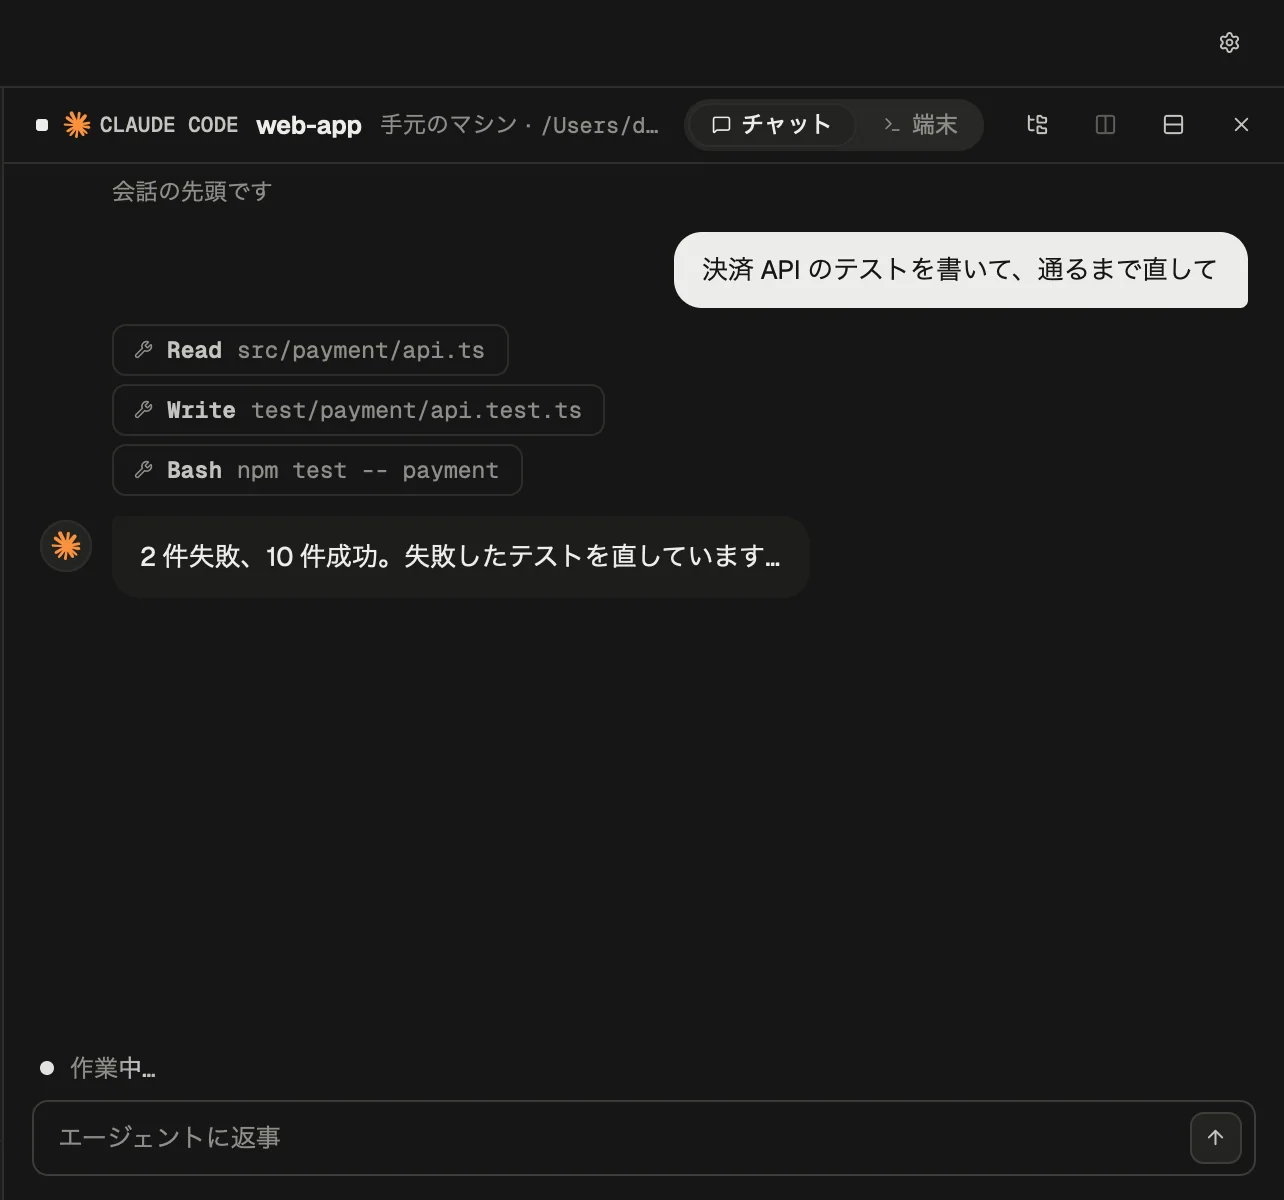 CLAUDE CODE web-app 手元のマシン · /Users/d… チャット 端末
会話の先頭です
決済 API のテストを書いて、通るまで直して
Read src/payment/api.ts
Write test/payment/api.test.ts
Bash npm test -- payment
2 件失敗、10 件成功。失敗したテストを直しています…
作業中…
エージェントに返事